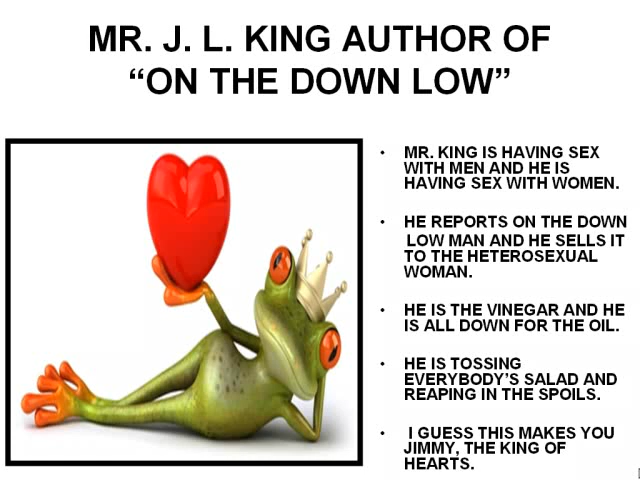 MR. J. L. KING AUTHOR OF
“ON THE DOWN LOW”
• MR. KING IS HAVING SEX
WITH MEN AND HE IS
HAVING SEX WITH WOMEN.
• HE REPORTS ON THE DOWN
LOW MAN AND HE SELLS IT
TO THE HETEROSEXUAL
WOMAN.
• HE IS THE VINEGAR AND HE
IS ALL DOWN FOR THE OIL.
• HE IS TOSSING
EVERYBODY’S SALAD AND
REAPING IN THE SPOILS.
• I GUESS THIS MAKES YOU
JIMMY, THE KING OF
HEARTS.